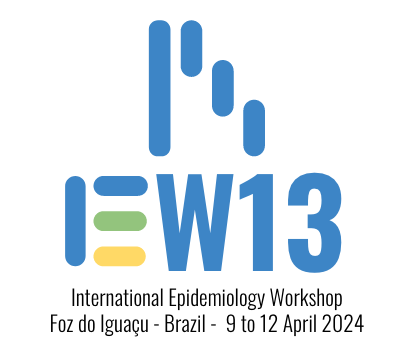 IEW13
International Epidemiology Workshop
Foz do Iguaçu - Brazil - 9 to 12 April 2024